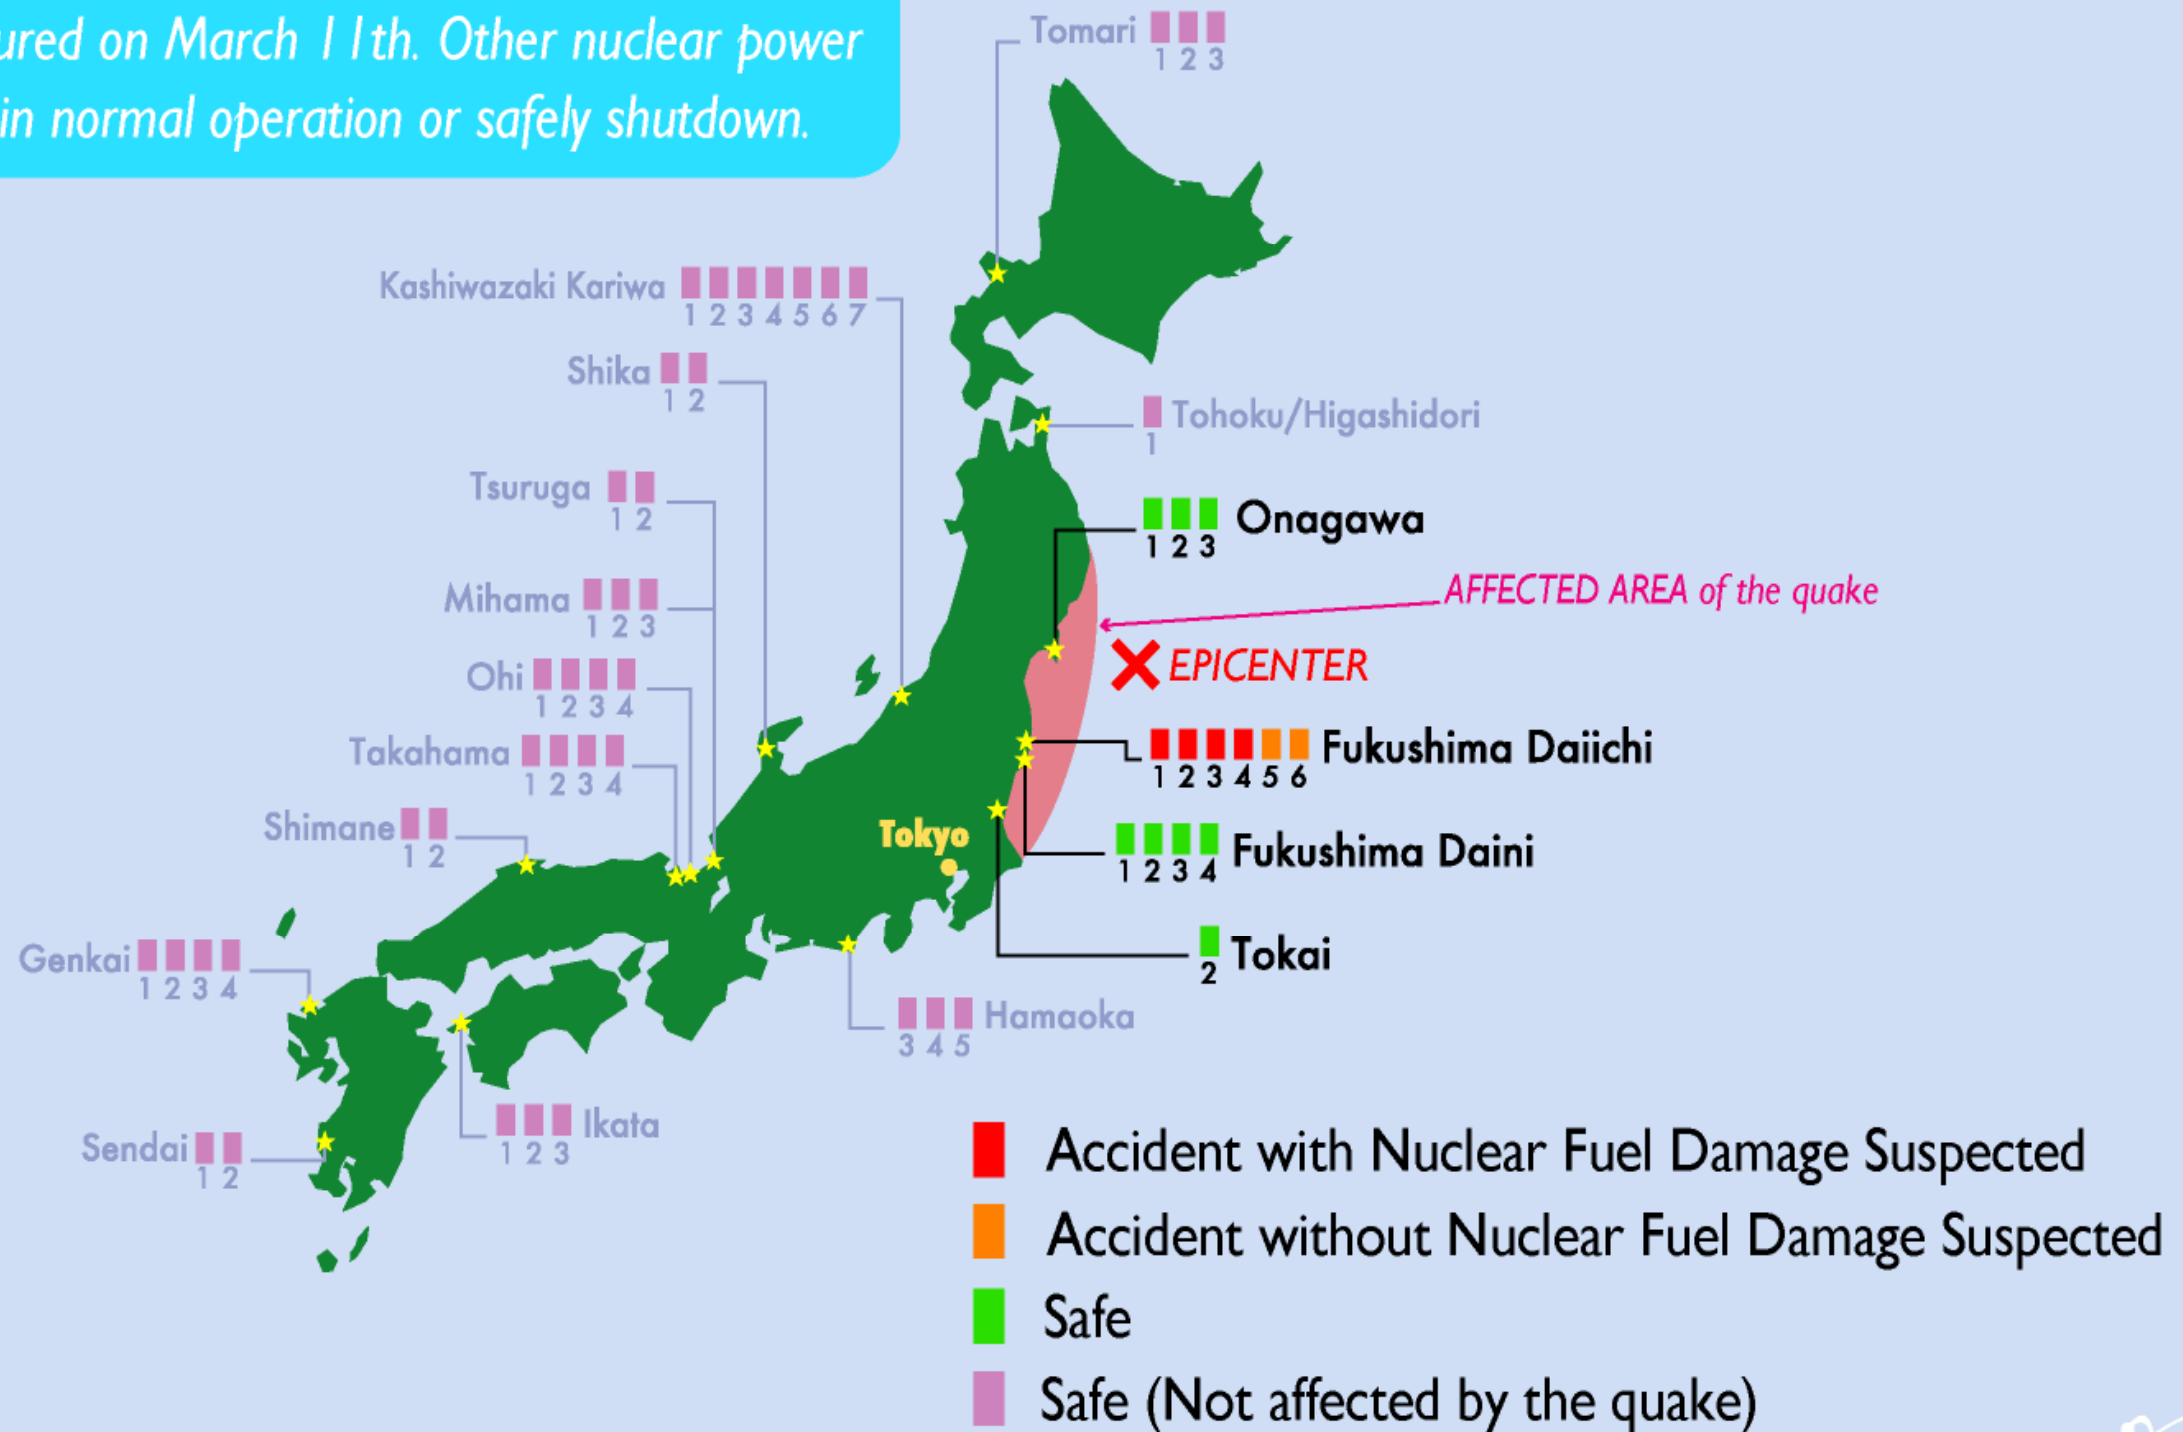 ured on March 11th. Other nuclear power
in normal operation or safely shutdown.
Tomari
1 2 3
Kashiwazaki Kariwa
1 2 3 4 5 6 7
Shika
1 2
Tohoku/Higashidori
1
Tsuruga
1 2
Onagawa
1 2 3
Mihama
1 2 3
AFFECTED AREA of the quake
EPICENTER
Ohi
1 2 3 4
Takahama
1 2 3 4
Fukushima Daiichi
1 2 3 4 5 6
Shimane
1 2
Tokyo
Fukushima Daini
1 2 3 4
Genkai
1 2 3 4
Tokai
2
Hamaoka
3 4 5
Ikata
1 2 3
Sendai
1 2
Accident with Nuclear Fuel Damage Suspected
Accident without Nuclear Fuel Damage Suspected
Safe
Safe (Not affected by the quake)